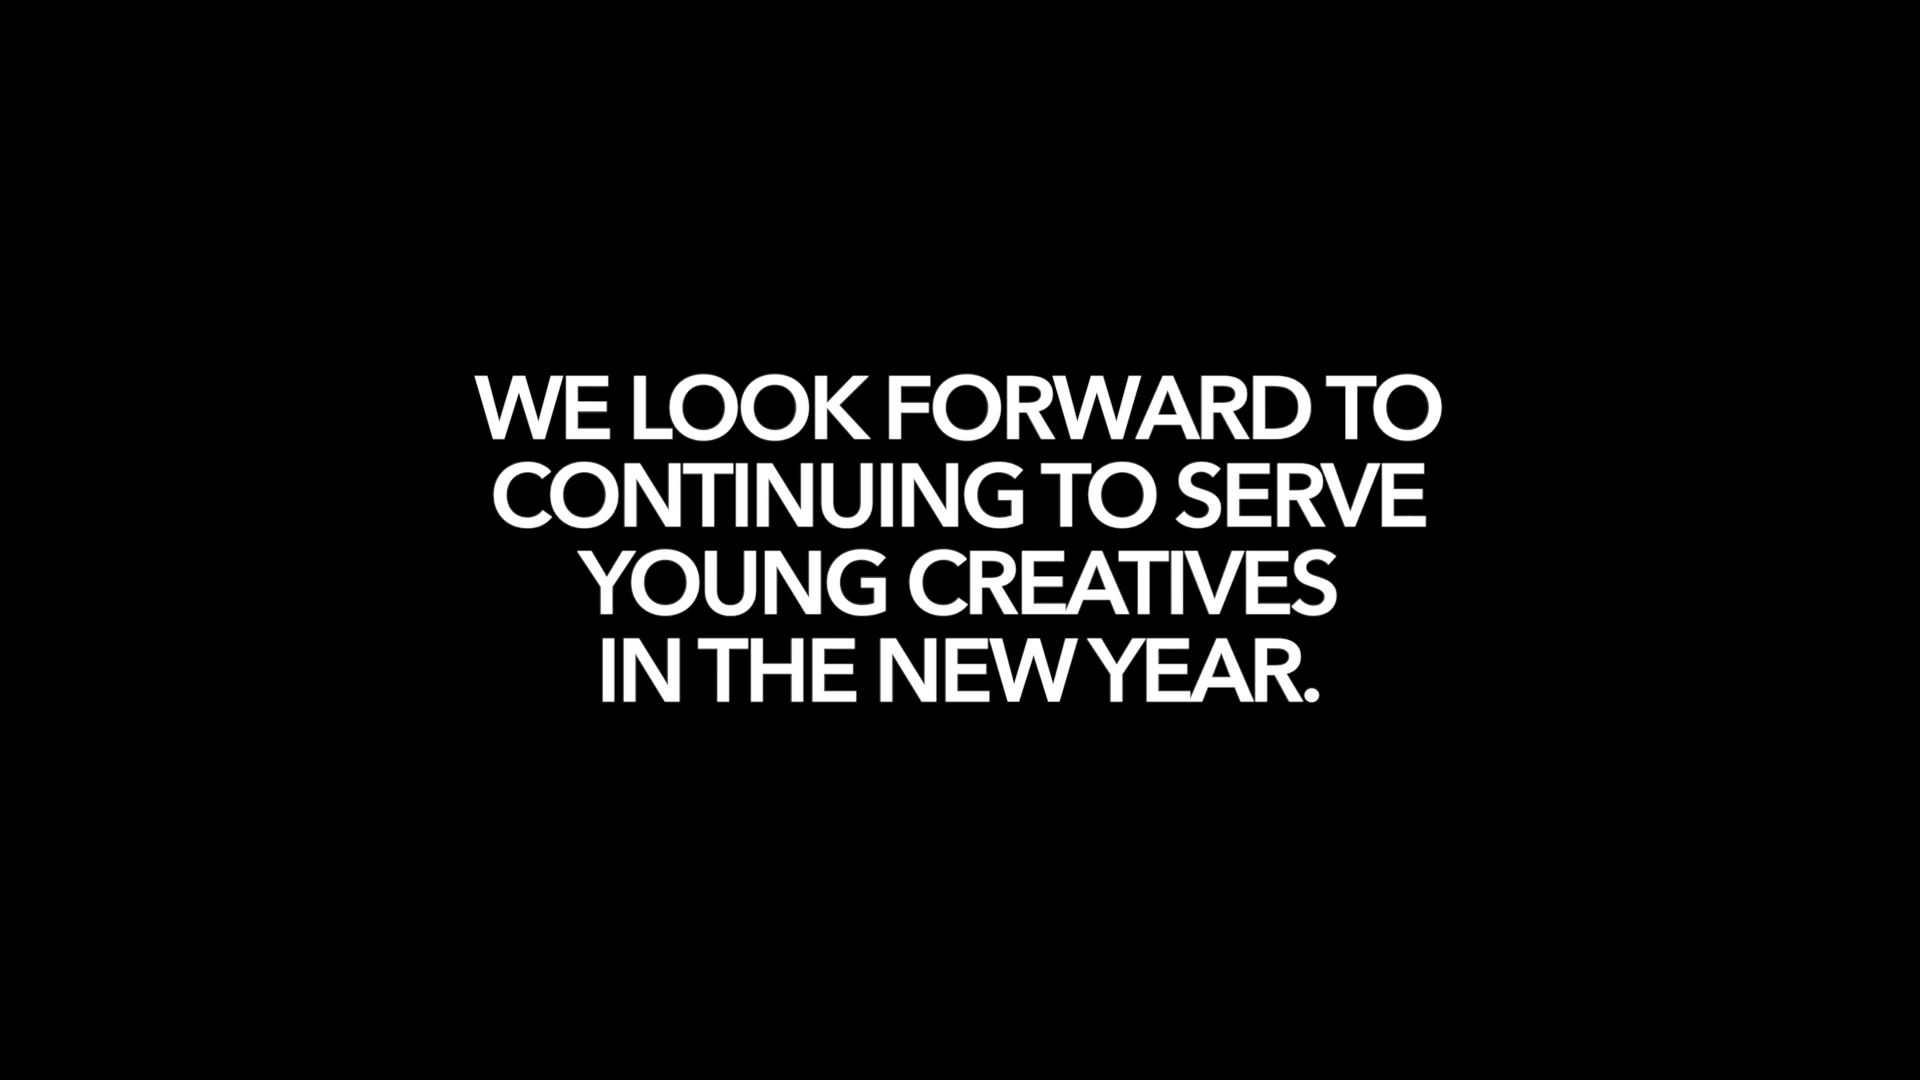 WE LOOK FORWARD TO
CONTINUING TO SERVE
YOUNG CREATIVES
IN THE NEW YEAR.